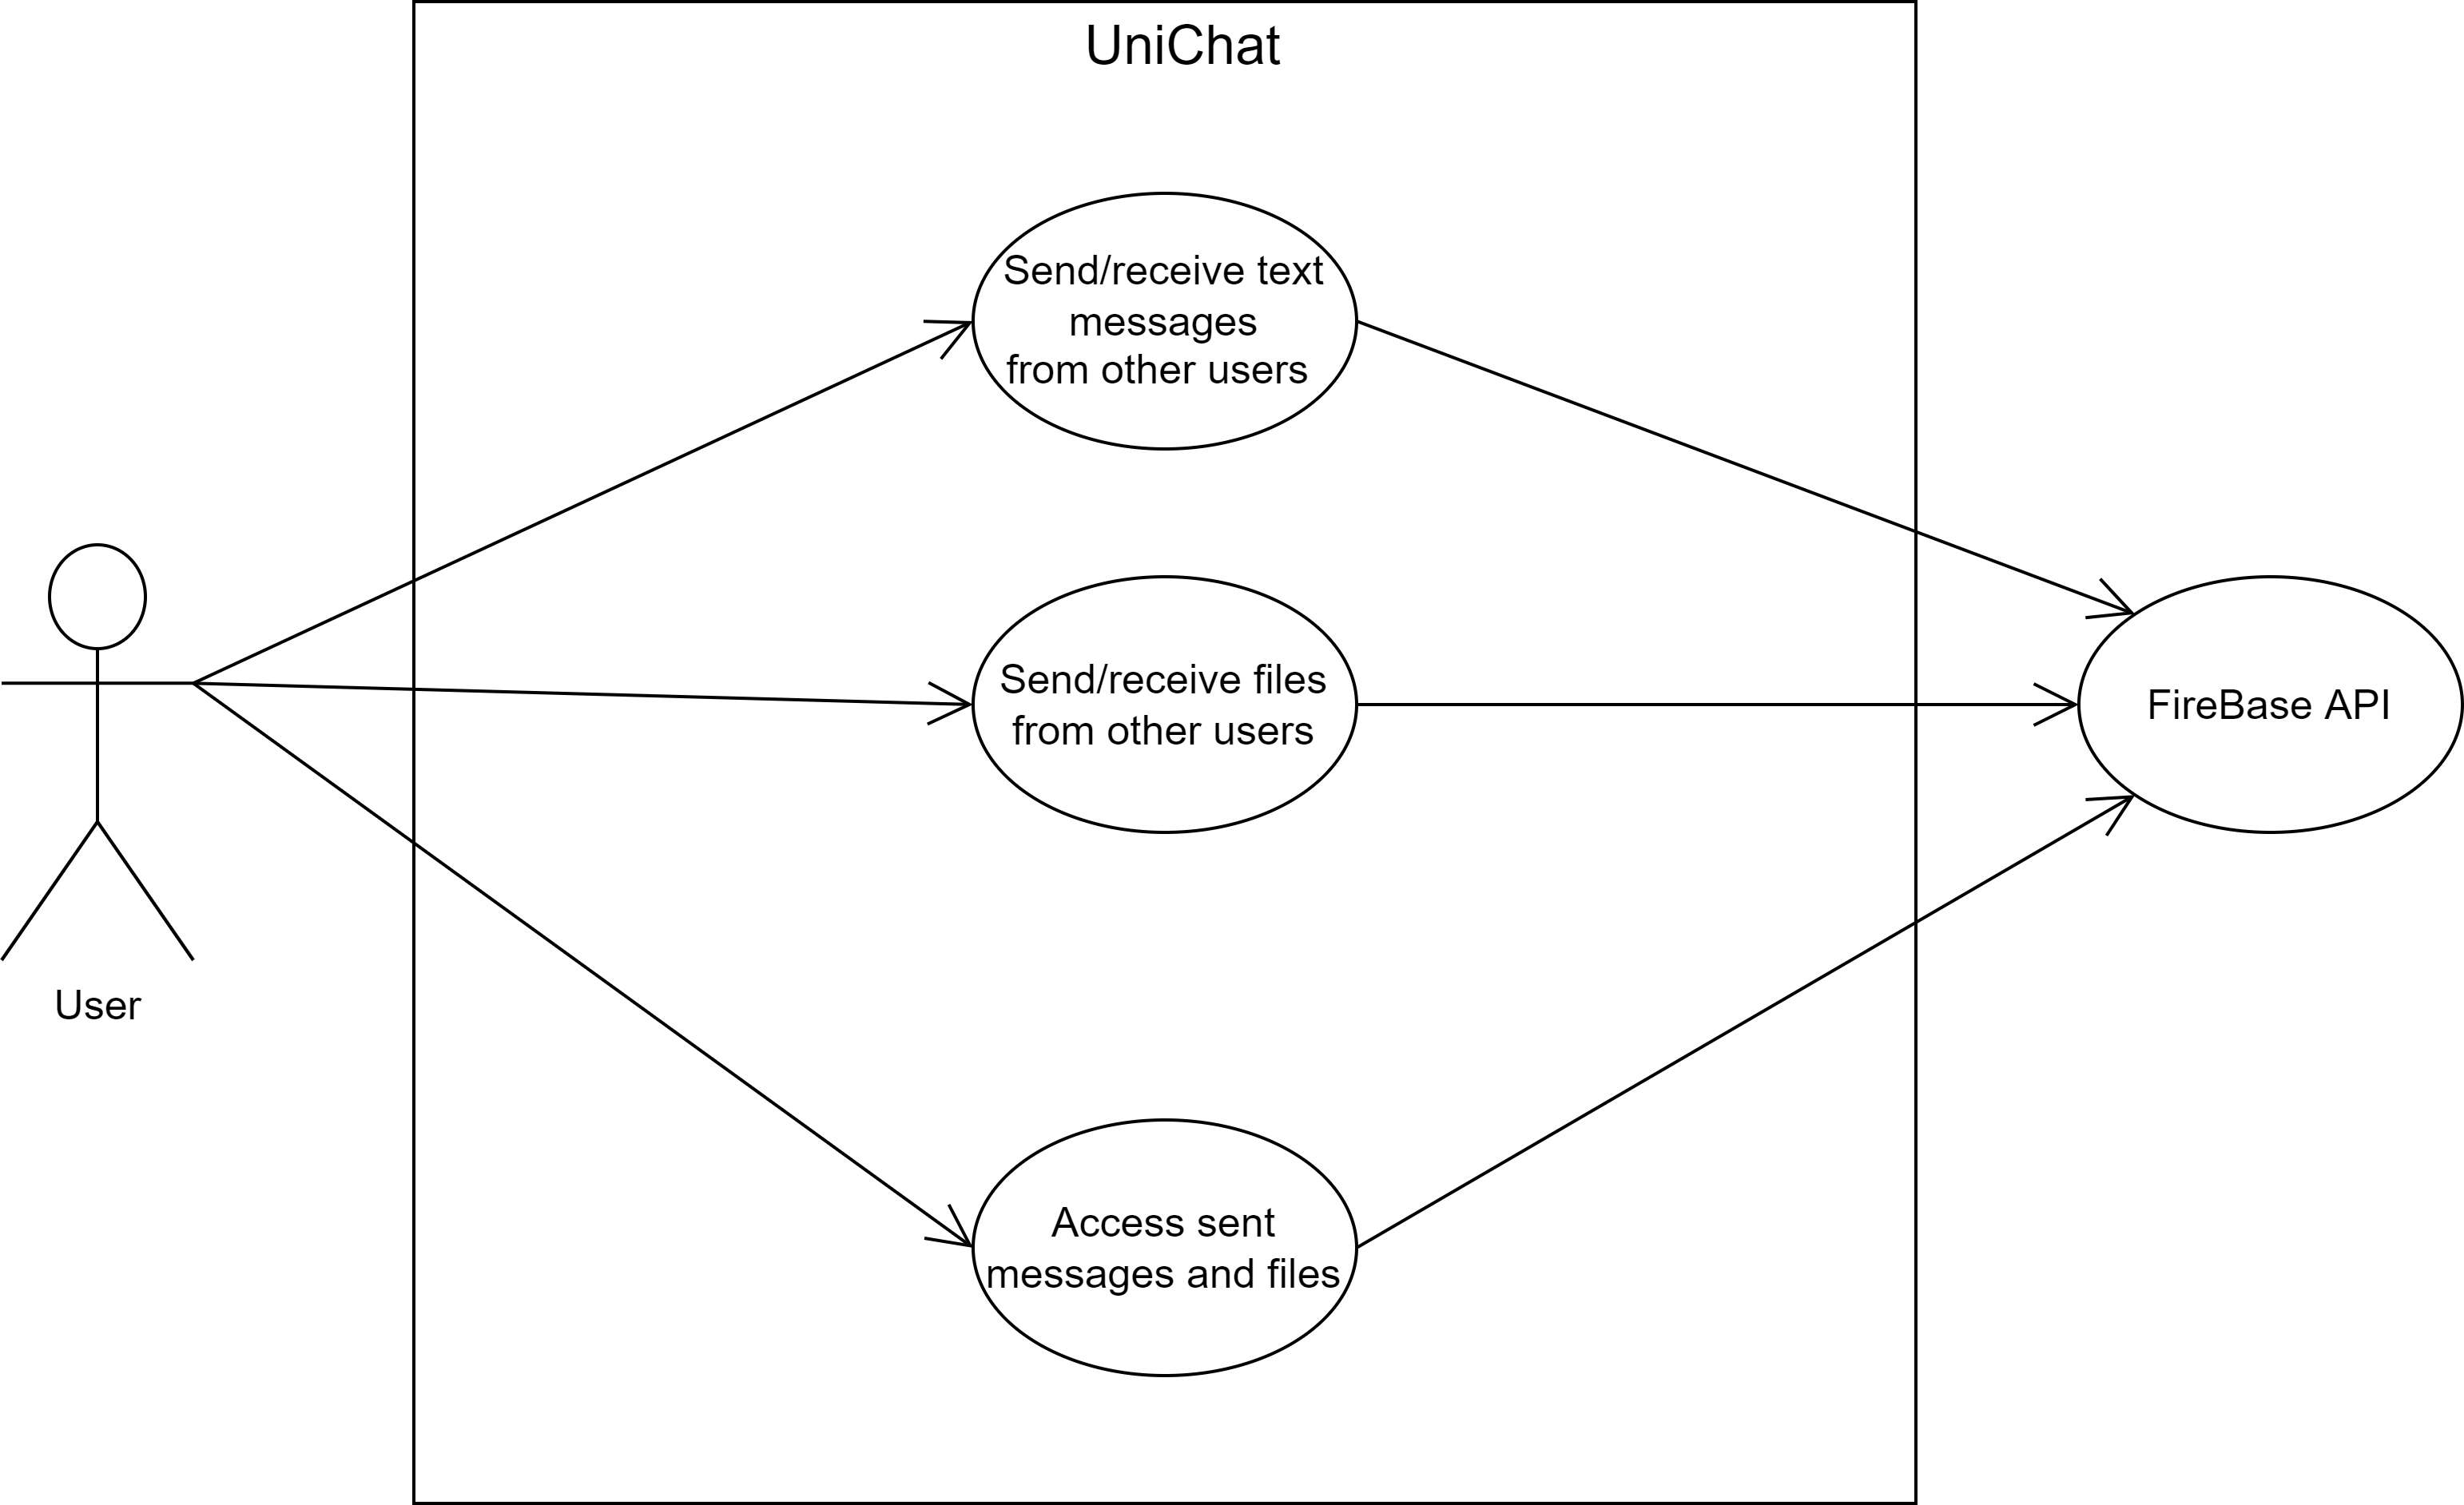 UniChat
Send/receive text
messages
from other users
Send/receive files
from other users
FireBase API
User
Access sent
messages and files